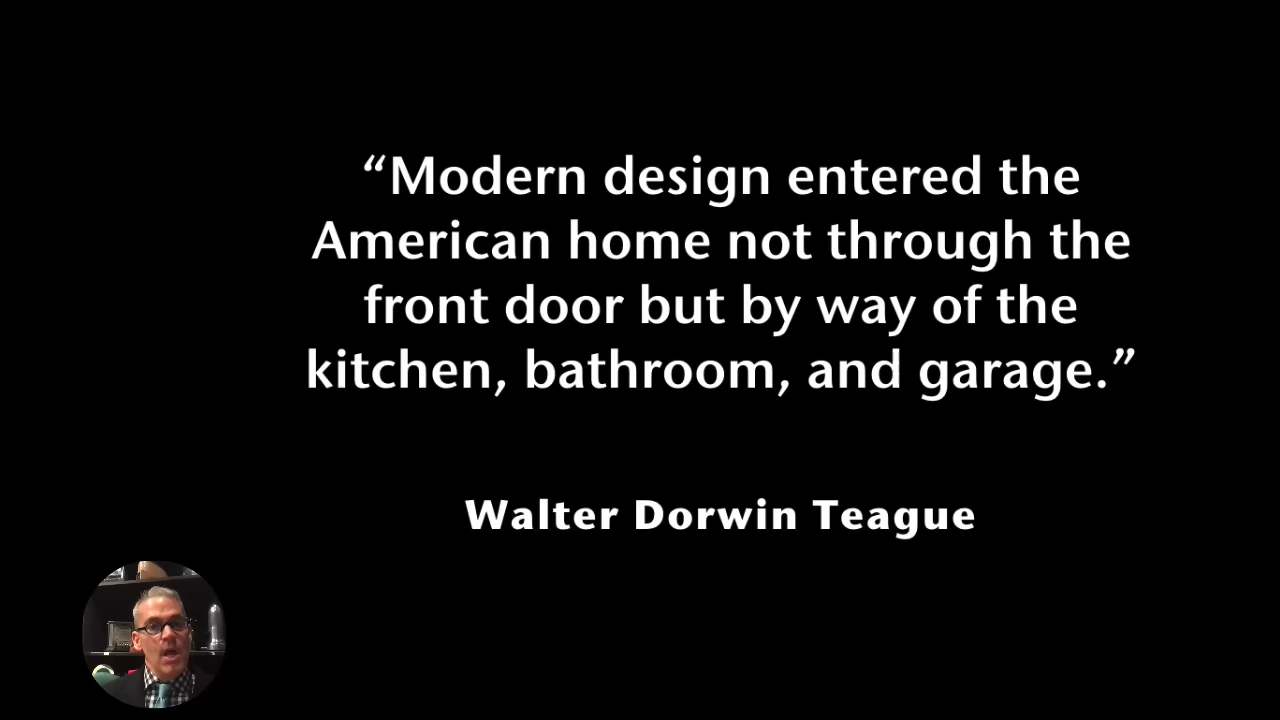 “Modern design entered the
American home not through the
front door but by way of the
kitchen, bathroom, and garage.”
Walter Dorwin Teague